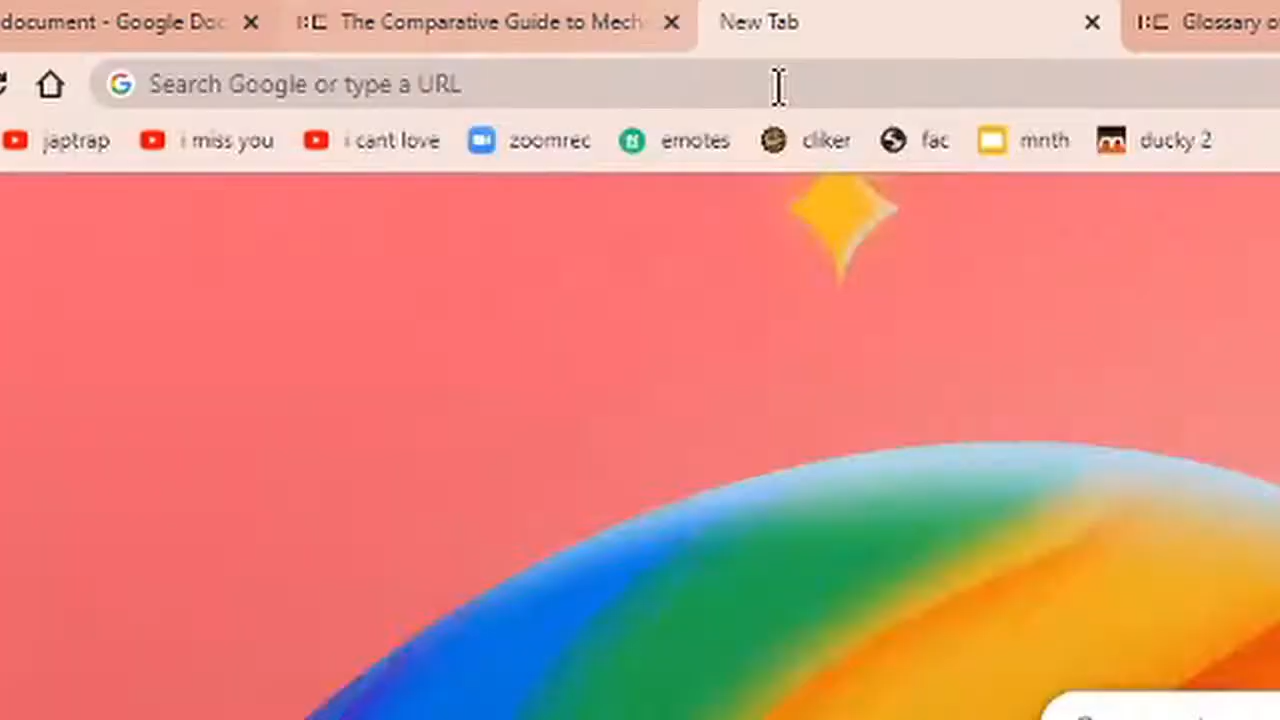 document - Google Doc The Comparative Guide to Mech New Tab Glossary o
Search Google or type a URL
japtrap i miss you i cant love zoomrec emotes cliker fac mnth ducky 2